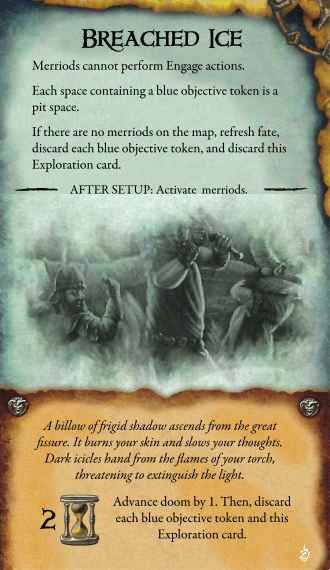 BREACHED ICE
Merriods cannot perform Engage actions.
Each space containing a blue objective token is a
pit space.
If there are no merriods on the map, refresh fate,
discard each blue objective token, and discard this
Exploration card.
AFTER SETUP: Activate merriods.
A billow of frigid shadow ascends from the great
fissure. It burns your skin and slows your thoughts.
Dark icicles hand from the flames of your torch,
threatening to extinguish the light.
2
Advance doom by 1. Then, discard
each blue objective token and this
Exploration card.